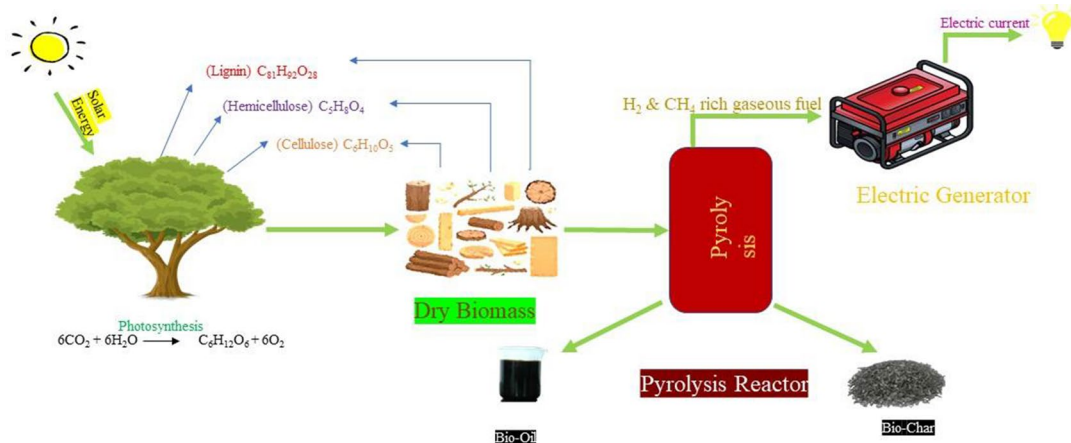 Electric current
Solar
Energy
(Lignin) C₈₁H₉₂O₂₈
(Hemicellulose) C₅H₈O₄
(Cellulose) C₆H₁₀O₅
H₂ & CH₄ rich gaseous fuel
Electric Generator
Pyroly
sis
Dry Biomass
Photosynthesis
6CO₂ + 6H₂O ⟶ C₆H₁₂O₆ + 6O₂
Pyrolysis Reactor
Bio-Oil
Bio-Char